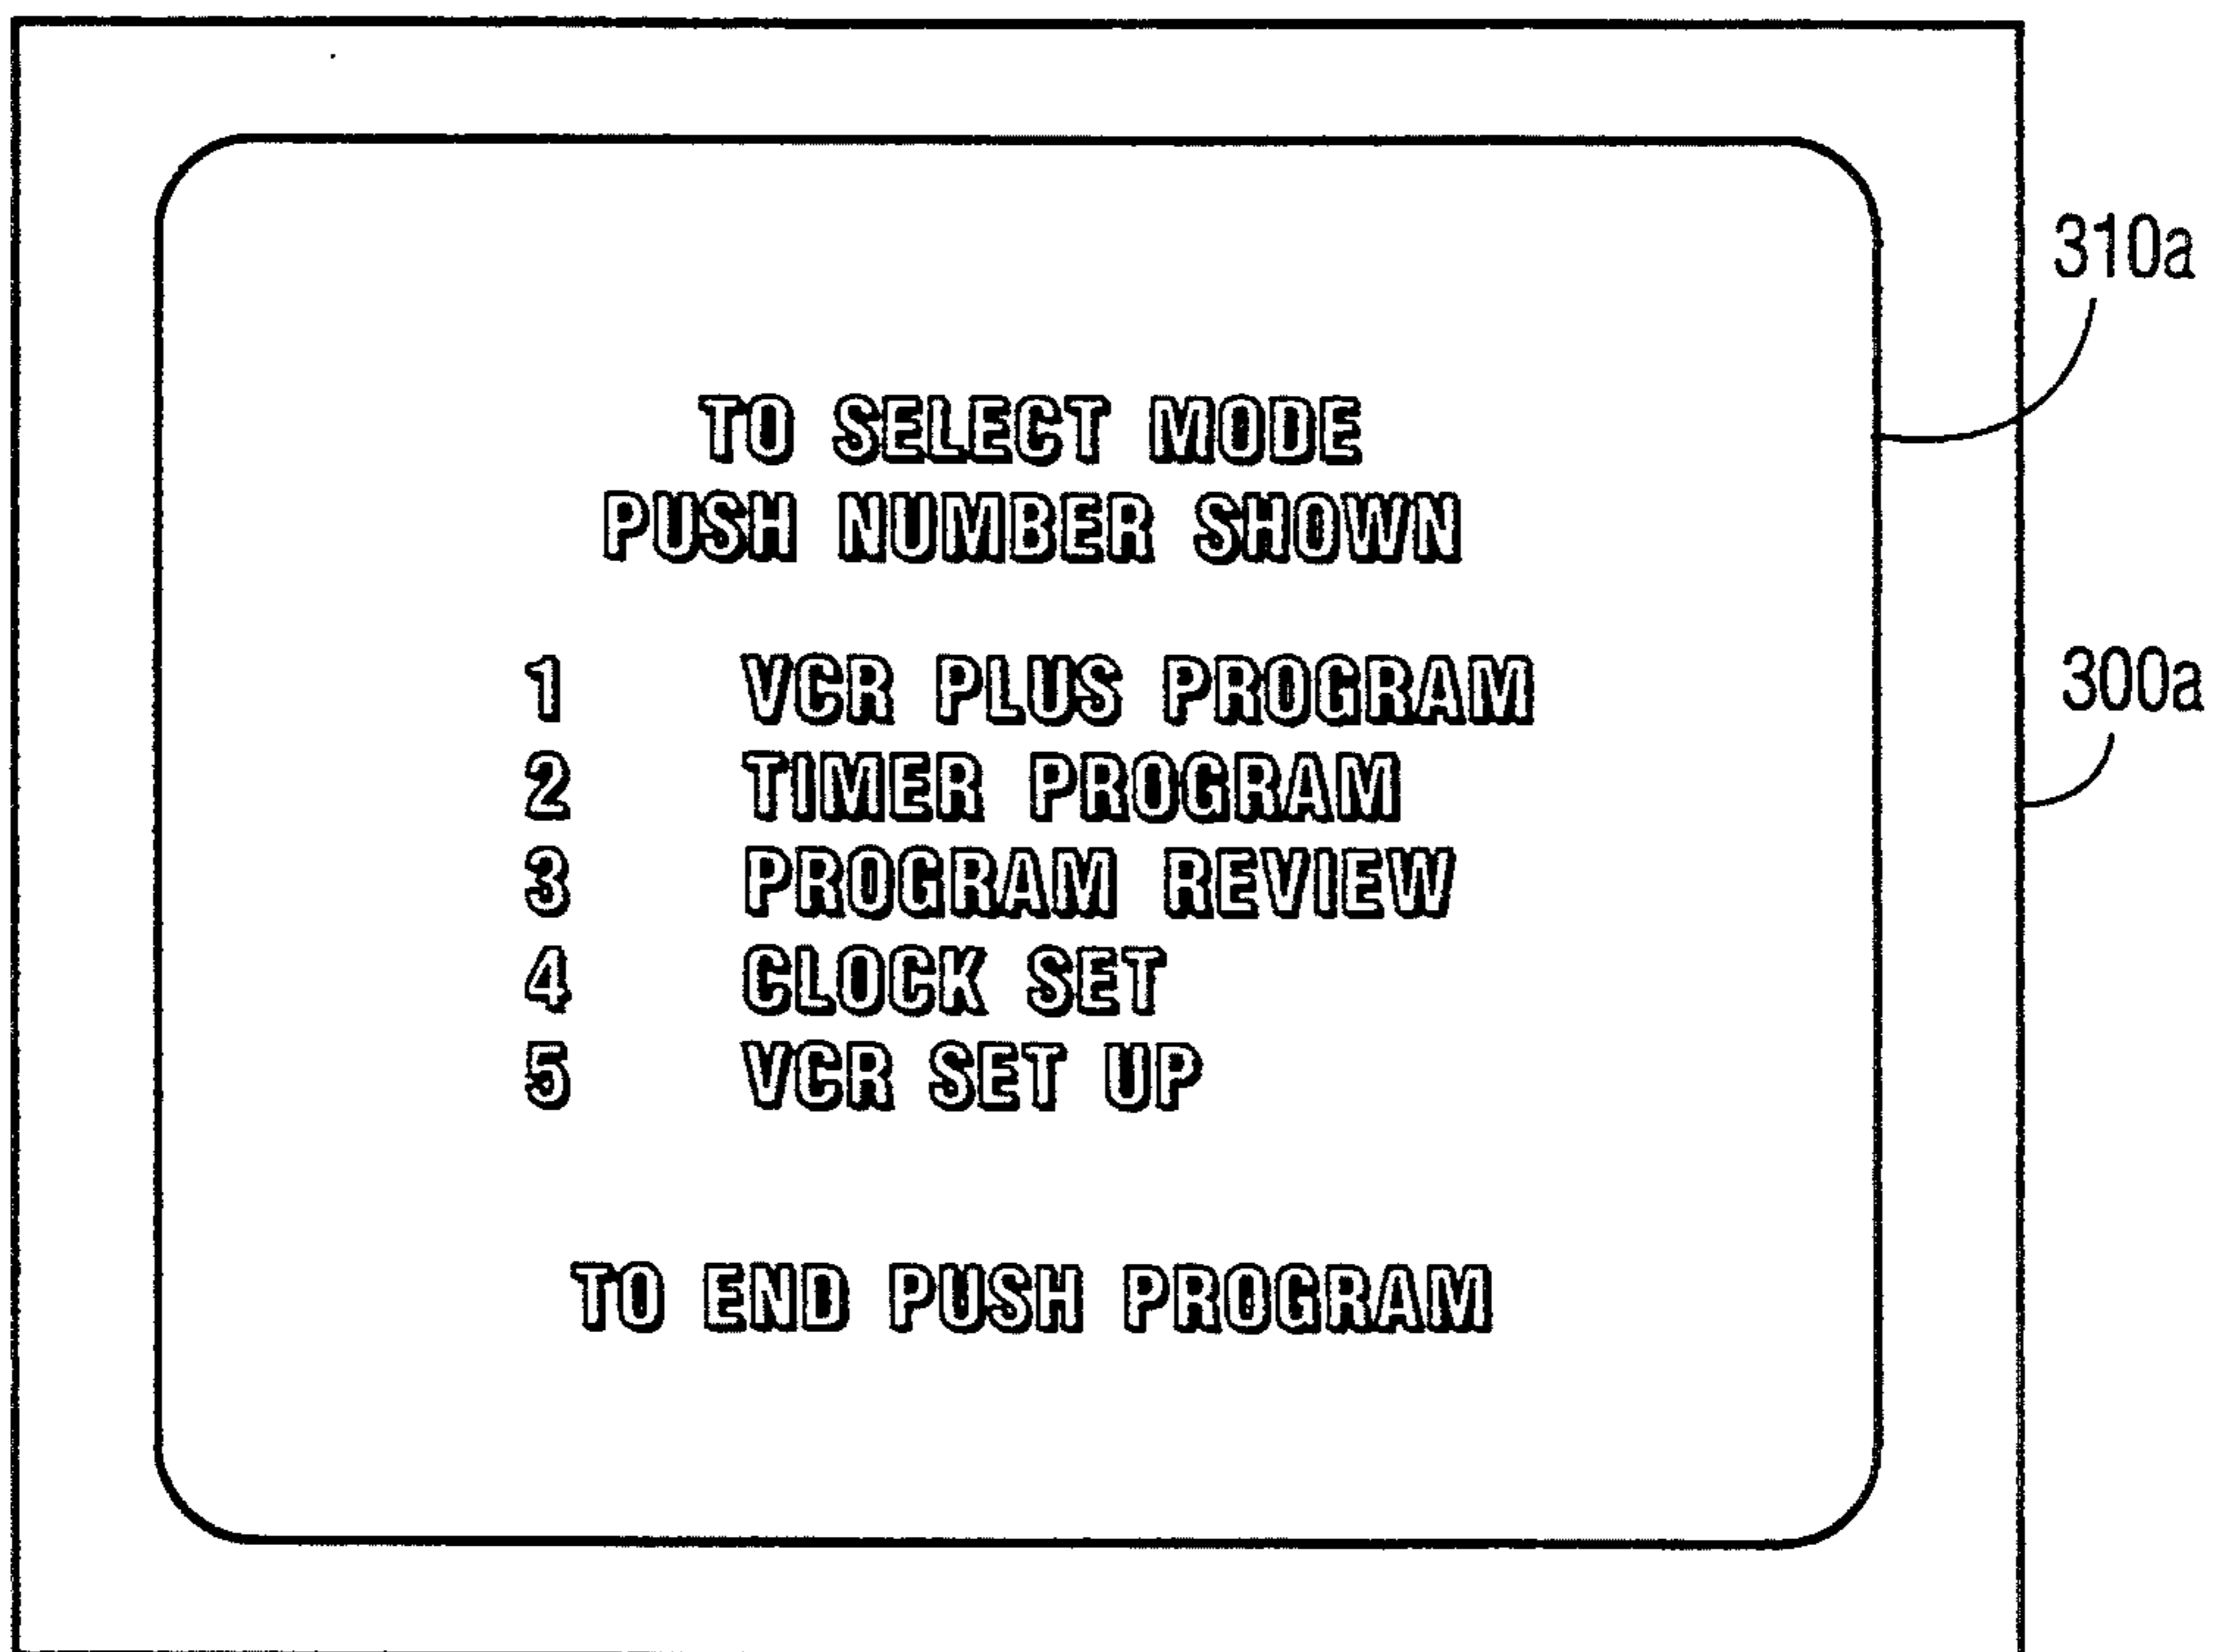 310a
TO SELECT MODE
PUSH NUMBER SHOWN
300a
1 VCR PLUS PROGRAM
2 TIMER PROGRAM
3 PROGRAM REVIEW
4 CLOCK SET
5 VCR SET UP
TO END PUSH PROGRAM